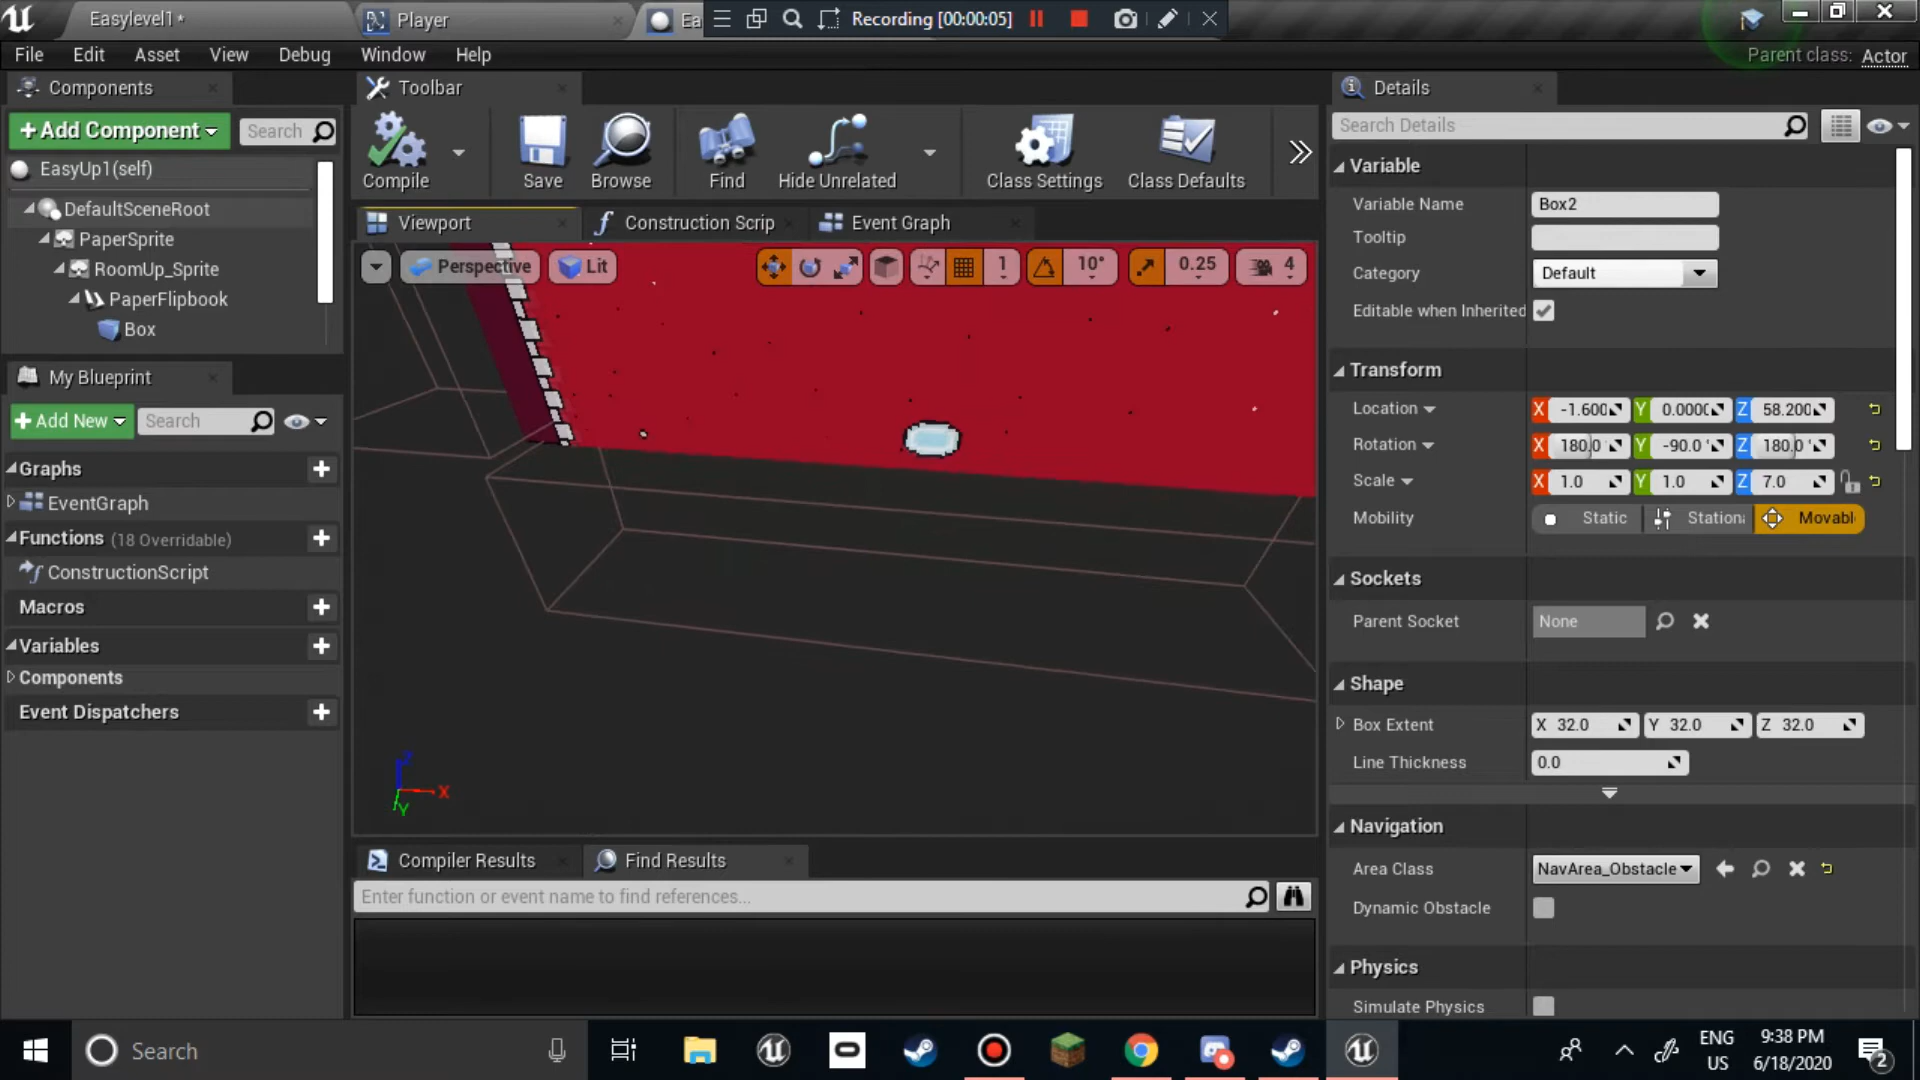 Easylevel1*
Player
Ea
Recording [00:00:05]
File Edit Asset View Debug Window Help
Parent class: Actor
Components
Toolbar
Details
+Add Component
Search
Search Details
EasyUp1(self)
Compile
Save
Browse
Find
Hide Unrelated
Class Settings
Class Defaults
DefaultSceneRoot
PaperSprite
RoomUp_Sprite
PaperFlipbook
Box
Viewport
Construction Scrip
Event Graph
Perspective
Lit
1
10°
0.25
4
Variable
Variable Name
Box2
Tooltip
Category
Default
Editable when Inherited
Transform
Location
X -1.600 Y 0.000 Z 58.200
Rotation
X 180.0 ° Y -90.0 ° Z 180.0 °
Scale
X 1.0 Y 1.0 Z 7.0
Mobility
Static
Station
Movabl
Sockets
Parent Socket
None
Shape
Box Extent
X 32.0 Y 32.0 Z 32.0
Line Thickness
0.0
Navigation
Area Class
NavArea_Obstacle
Dynamic Obstacle
Physics
Simulate Physics
My Blueprint
+Add New
Search
Graphs
EventGraph
Functions (18 Overridable)
ConstructionScript
Macros
Variables
Components
Event Dispatchers
Z
X
Y
Compiler Results
Find Results
Enter function or event name to find references...
Search
ENG
US
9:38 PM
6/18/2020
2